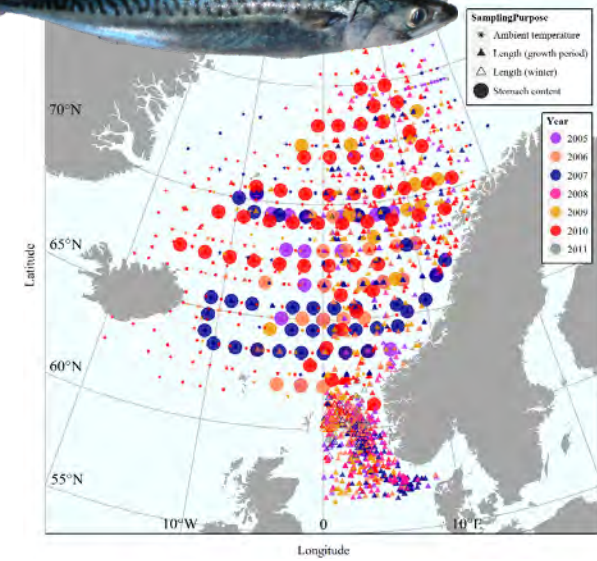 SamplingPurpose
Ambient temperature
Length (growth period)
Length (winter)
Stomach content
Year
2005
2006
2007
2008
2009
2010
2011
70°N
65°N
60°N
55°N
10°W
0
10°E
Latitude
Longitude